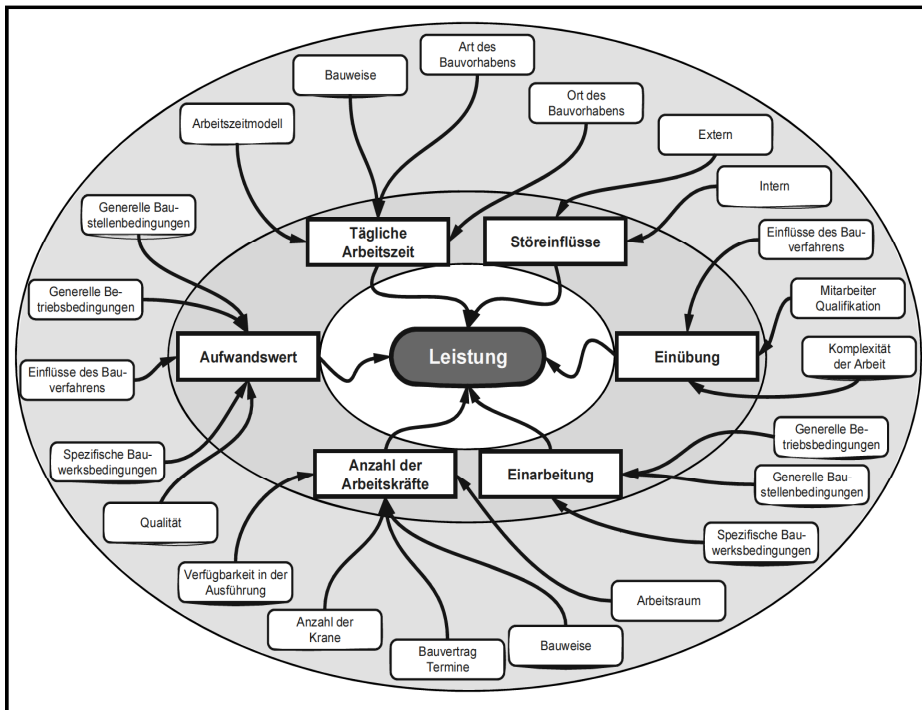 Art des
Bauvorhabens
Bauweise
Ort des
Bauvorhabens
Arbeitszeitmodell
Extern
Intern
Generelle Bau-
stellenbedingungen
Tägliche
Arbeitszeit
Störeinflüsse
Einflüsse des Bau-
verfahrens
Generelle Be-
triebsbedingungen
Mitarbeiter
Qualifikation
Aufwandswert
Leistung
Einübung
Komplexität
der Arbeit
Einflüsse des Bau-
verfahrens
Generelle Be-
triebsbedingungen
Spezifische Bau-
werksbedingungen
Anzahl der
Arbeitskräfte
Einarbeitung
Generelle Bau-
stellenbedingungen
Qualität
Spezifische Bau-
werksbedingungen
Verfügbarkeit in der
Ausführung
Arbeitsraum
Anzahl der
Krane
Bauvertrag
Termine
Bauweise